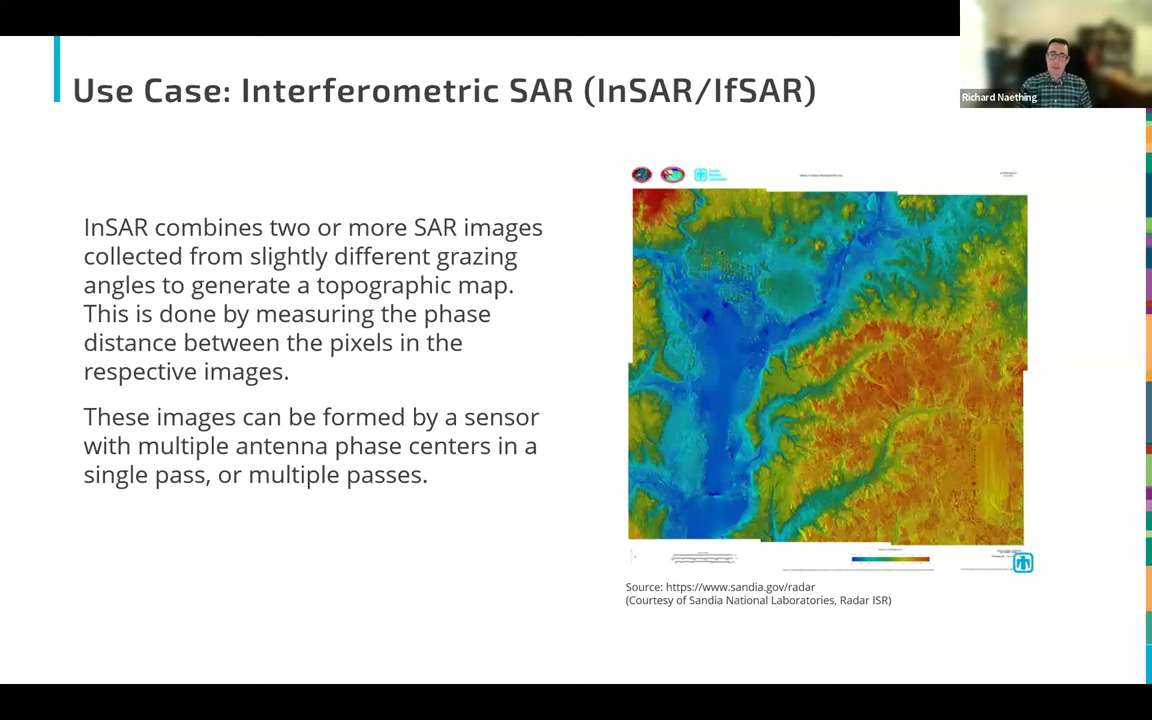 Use Case: Interferometric SAR (InSAR/IfSAR)
Richard Naething
InSAR combines two or more SAR images
collected from slightly different grazing
angles to generate a topographic map.
This is done by measuring the phase
distance between the pixels in the
respective images.
These images can be formed by a sensor
with multiple antenna phase centers in a
single pass, or multiple passes.
Source: https://www.sandia.gov/radar
(Courtesy of Sandia National Laboratories, Radar ISR)